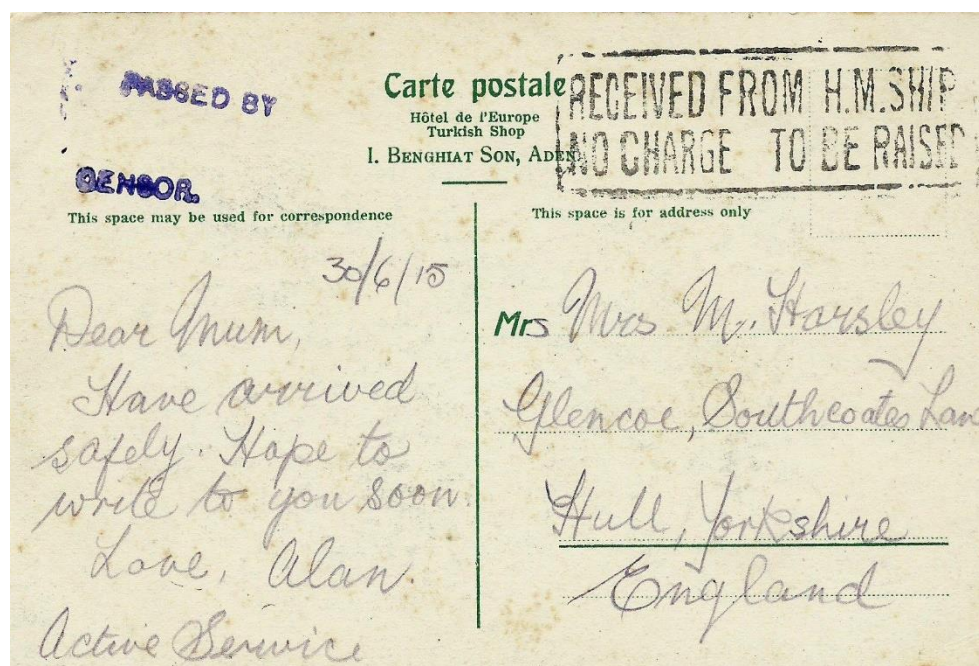 PASSED BY
CENSOR.
Carte postale
Hôtel de l'Europe
Turkish Shop
I. BENGHIAT SON, ADEN
RECEIVED FROM H.M.SHIP
NO CHARGE TO BE RAISED
This space may be used for correspondence
30/6/15
Dear Mum,
Have arrived
safely. Hope to
write to you soon.
Love, Alan
Active Service
This space is for address only
Mrs Mrs M. Harsley
Glencoe, Southcoates Lan
Hull, Yorkshire
England